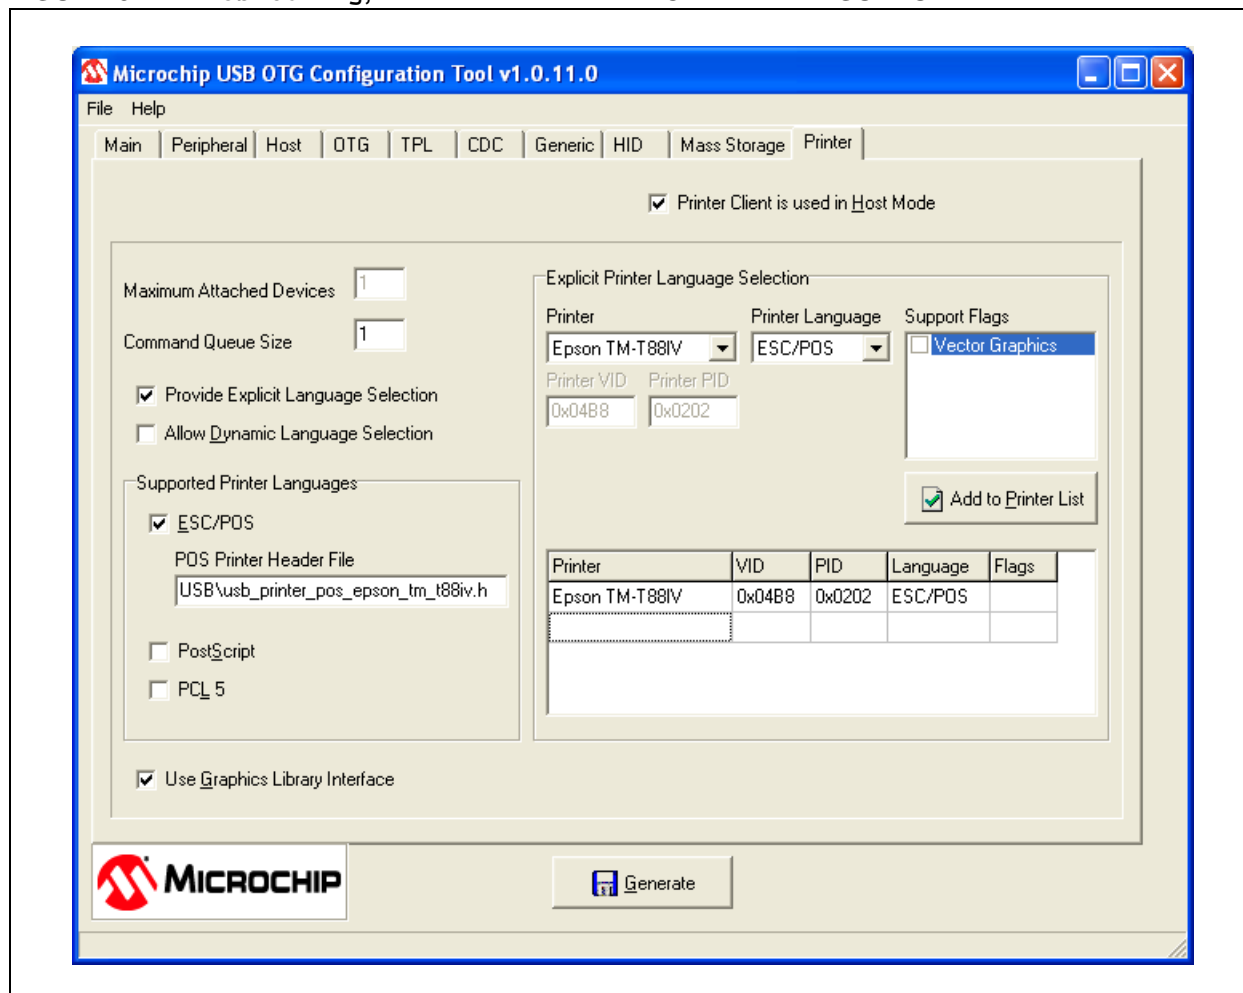 Microchip USB OTG Configuration Tool v1.0.11.0
File Help
Main Peripheral Host OTG TPL CDC Generic HID Mass Storage Printer
Printer Client is used in Host Mode
Maximum Attached Devices 1
Command Queue Size 1
Provide Explicit Language Selection
Allow Dynamic Language Selection
Supported Printer Languages
ESC/POS
POS Printer Header File
USB\usb_printer_pos_epson_tm_t88iv.h
PostScript
PCL 5
Use Graphics Library Interface
Explicit Printer Language Selection
Printer Printer Language Support Flags
Epson TM-T88IV ESC/POS Vector Graphics
Printer VID Printer PID
0x04B8 0x0202
Add to Printer List
Printer VID PID Language Flags
Epson TM-T88IV 0x04B8 0x0202 ESC/POS
MICROCHIP
Generate